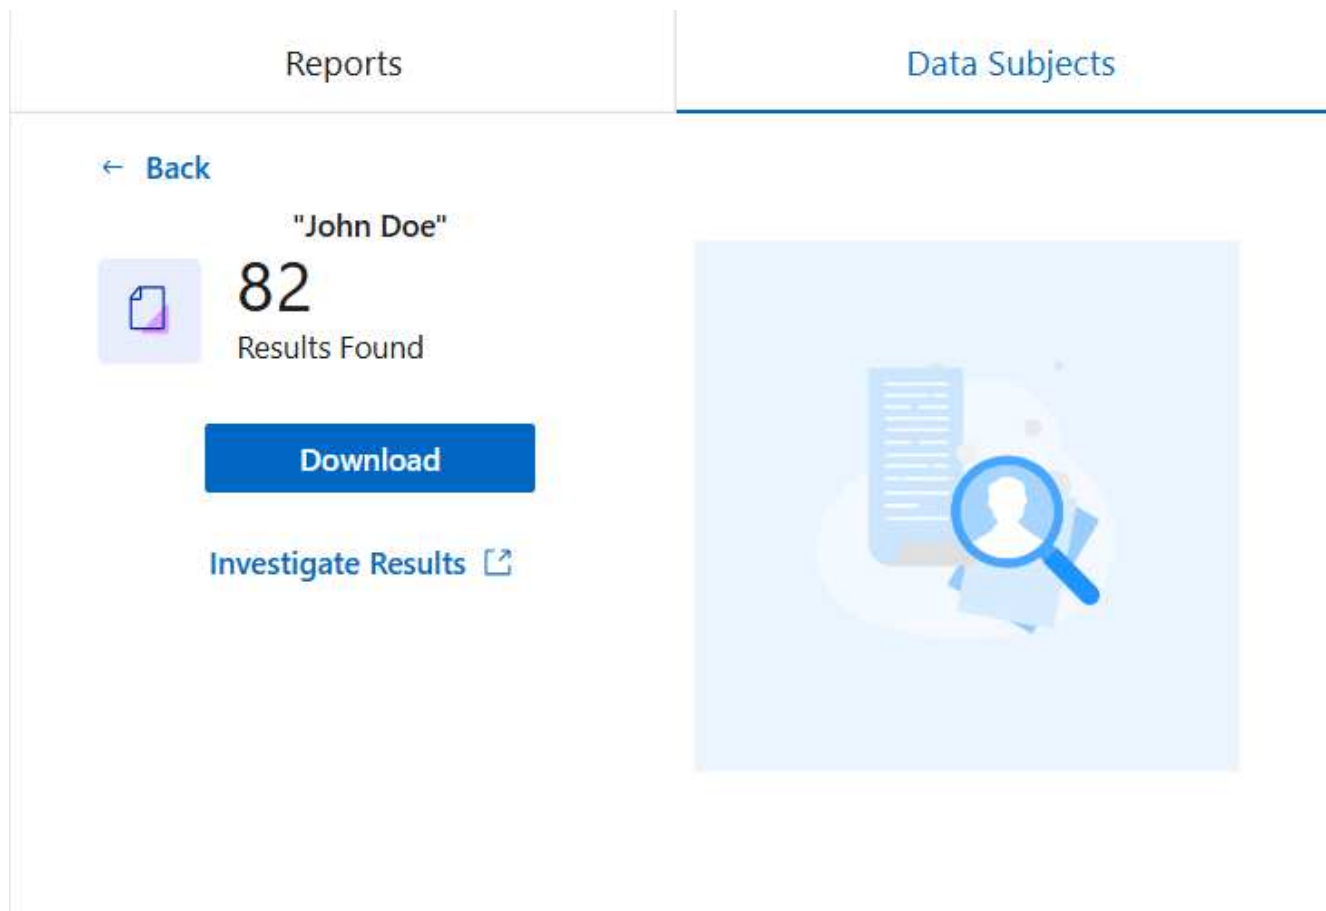 Reports
Data Subjects
← Back
"John Doe"
82
Results Found
Download
Investigate Results